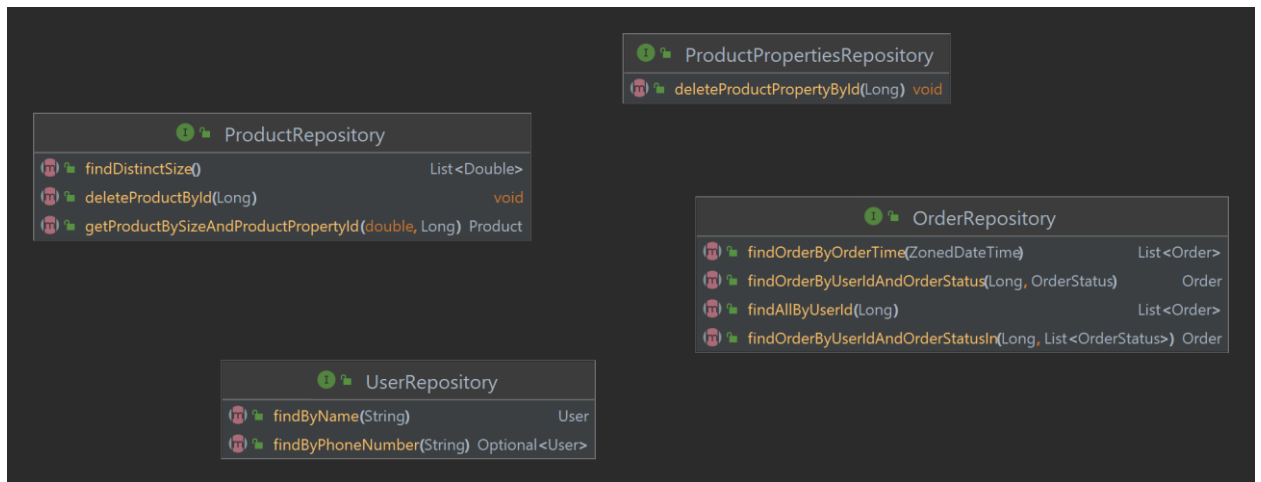 ProductPropertiesRepository
deleteProductPropertyById(Long) void
ProductRepository
findDistinctSize() List<Double>
deleteProductById(Long) void
getProductBySizeAndProductPropertyId(double, Long) Product
OrderRepository
findOrderByOrderTime(ZonedDateTime) List<Order>
findOrderByUserIdAndOrderStatus(Long, OrderStatus) Order
findAllByUserId(Long) List<Order>
findOrderByUserIdAndOrderStatusIn(Long, List<OrderStatus>) Order
UserRepository
findByName(String) User
findByPhoneNumber(String) Optional<User>